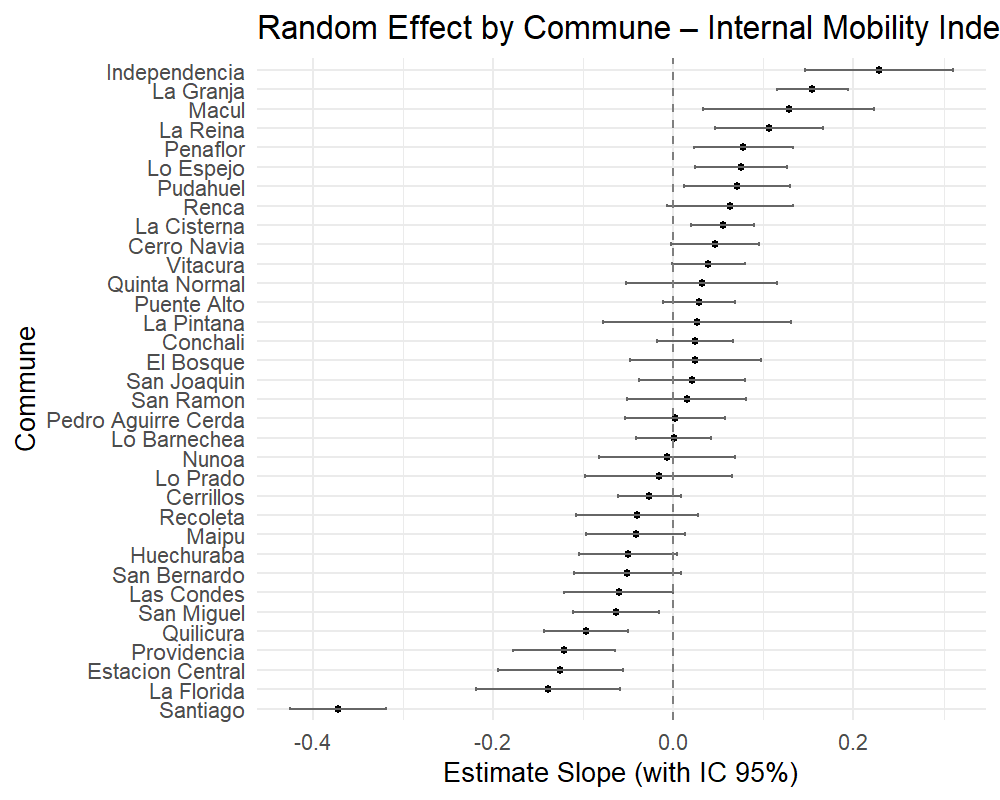 Random Effect by Commune – Internal Mobility Inde
Independencia
La Granja
Macul
La Reina
Penaflor
Lo Espejo
Pudahuel
Renca
La Cisterna
Cerro Navia
Vitacura
Quinta Normal
Puente Alto
La Pintana
Conchali
El Bosque
San Joaquin
San Ramon
Pedro Aguirre Cerda
Lo Barnechea
Nunoa
Lo Prado
Cerrillos
Recoleta
Maipu
Huechuraba
San Bernardo
Las Condes
San Miguel
Quilicura
Providencia
Estacion Central
La Florida
Santiago
Commune
-0.4 -0.2 0.0 0.2
Estimate Slope (with IC 95%)